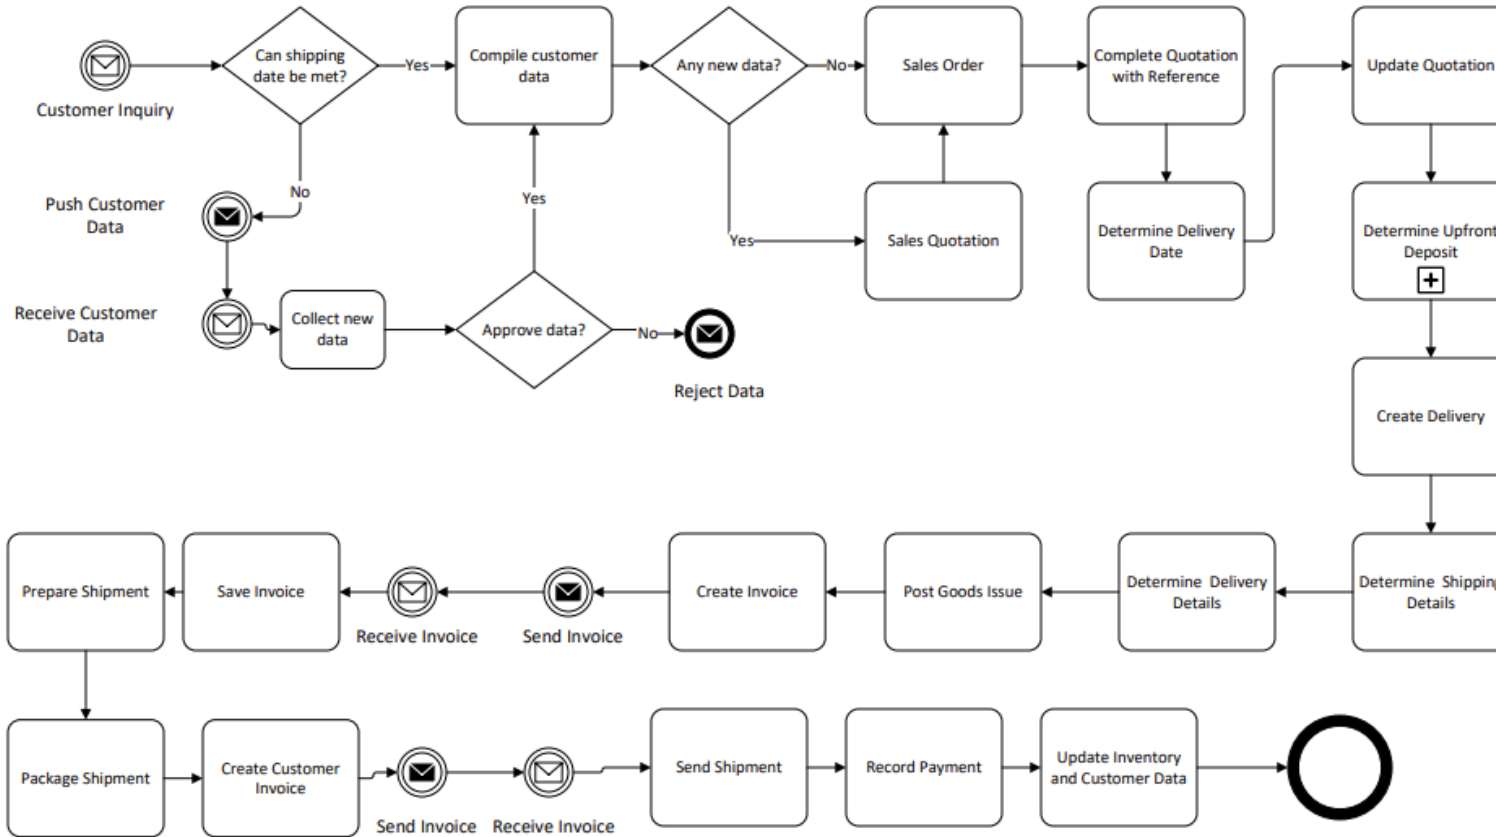 Can shipping
date be met?
Yes
Compile customer
data
Any new data?
No
Sales Order
Complete Quotation
with Reference
Update Quotation
Customer Inquiry
No
Push Customer
Data
Yes
Yes
Sales Quotation
Determine Delivery
Date
Determine Upfront
Deposit
Receive Customer
Data
Collect new
data
Approve data?
No
Reject Data
Create Delivery
Prepare Shipment
Save Invoice
Receive Invoice
Send Invoice
Create Invoice
Post Goods Issue
Determine Delivery
Details
Determine Shipping
Details
Package Shipment
Create Customer
Invoice
Send Invoice
Receive Invoice
Send Shipment
Record Payment
Update Inventory
and Customer Data